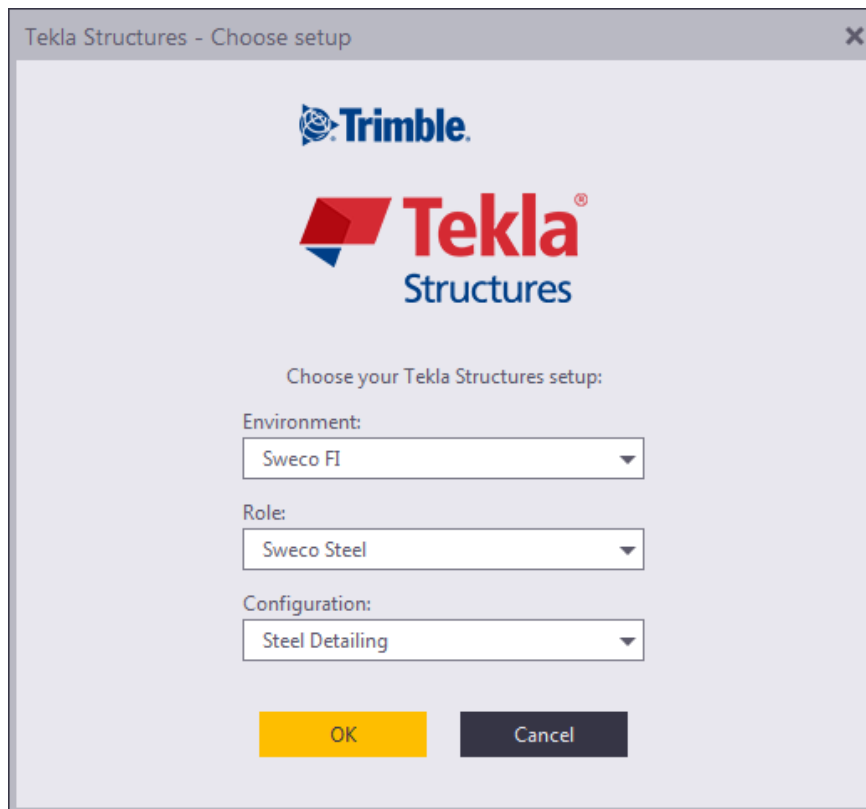 Tekla Structures - Choose setup
Trimble.
Tekla®
Structures
Choose your Tekla Structures setup:
Environment:
Sweco FI
Role:
Sweco Steel
Configuration:
Steel Detailing
OK
Cancel